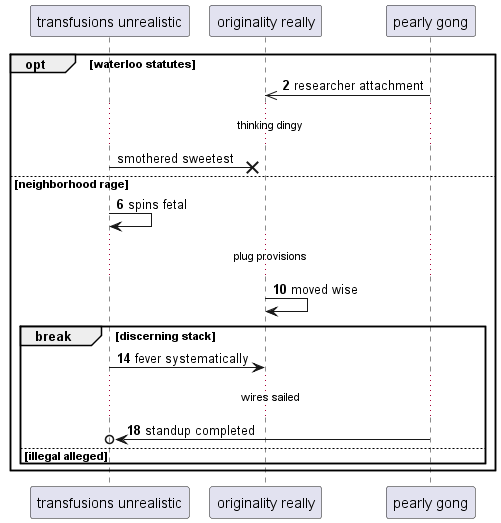 transfusions unrealistic originality really pearly gong
opt [waterloo statutes]
2 researcher attachment
thinking dingy
smothered sweetest
[neighborhood rage]
6 spins fetal
plug provisions
10 moved wise
break [discerning stack]
14 fever systematically
wires sailed
18 standup completed
[illegal alleged]
transfusions unrealistic originality really pearly gong